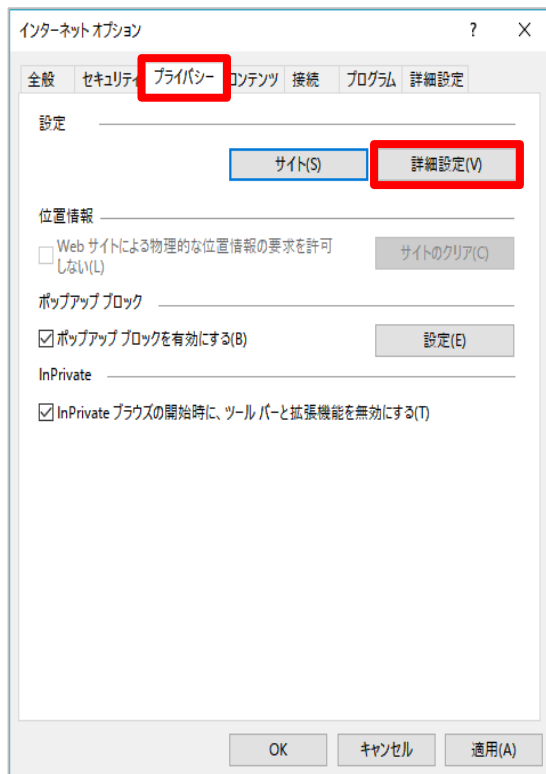 インターネット オプション ? ×
全般 セキュリティ プライバシー コンテンツ 接続 プログラム 詳細設定
設定
サイト(S) 詳細設定(V)
位置情報
Web サイトによる物理的な位置情報の要求を許可
しない(L)
サイトのクリア(C)
ポップアップ ブロック
ポップアップ ブロックを有効にする(B) 設定(E)
InPrivate
InPrivate ブラウズの開始時に、ツール バーと拡張機能を無効にする(T)
OK キャンセル 適用(A)